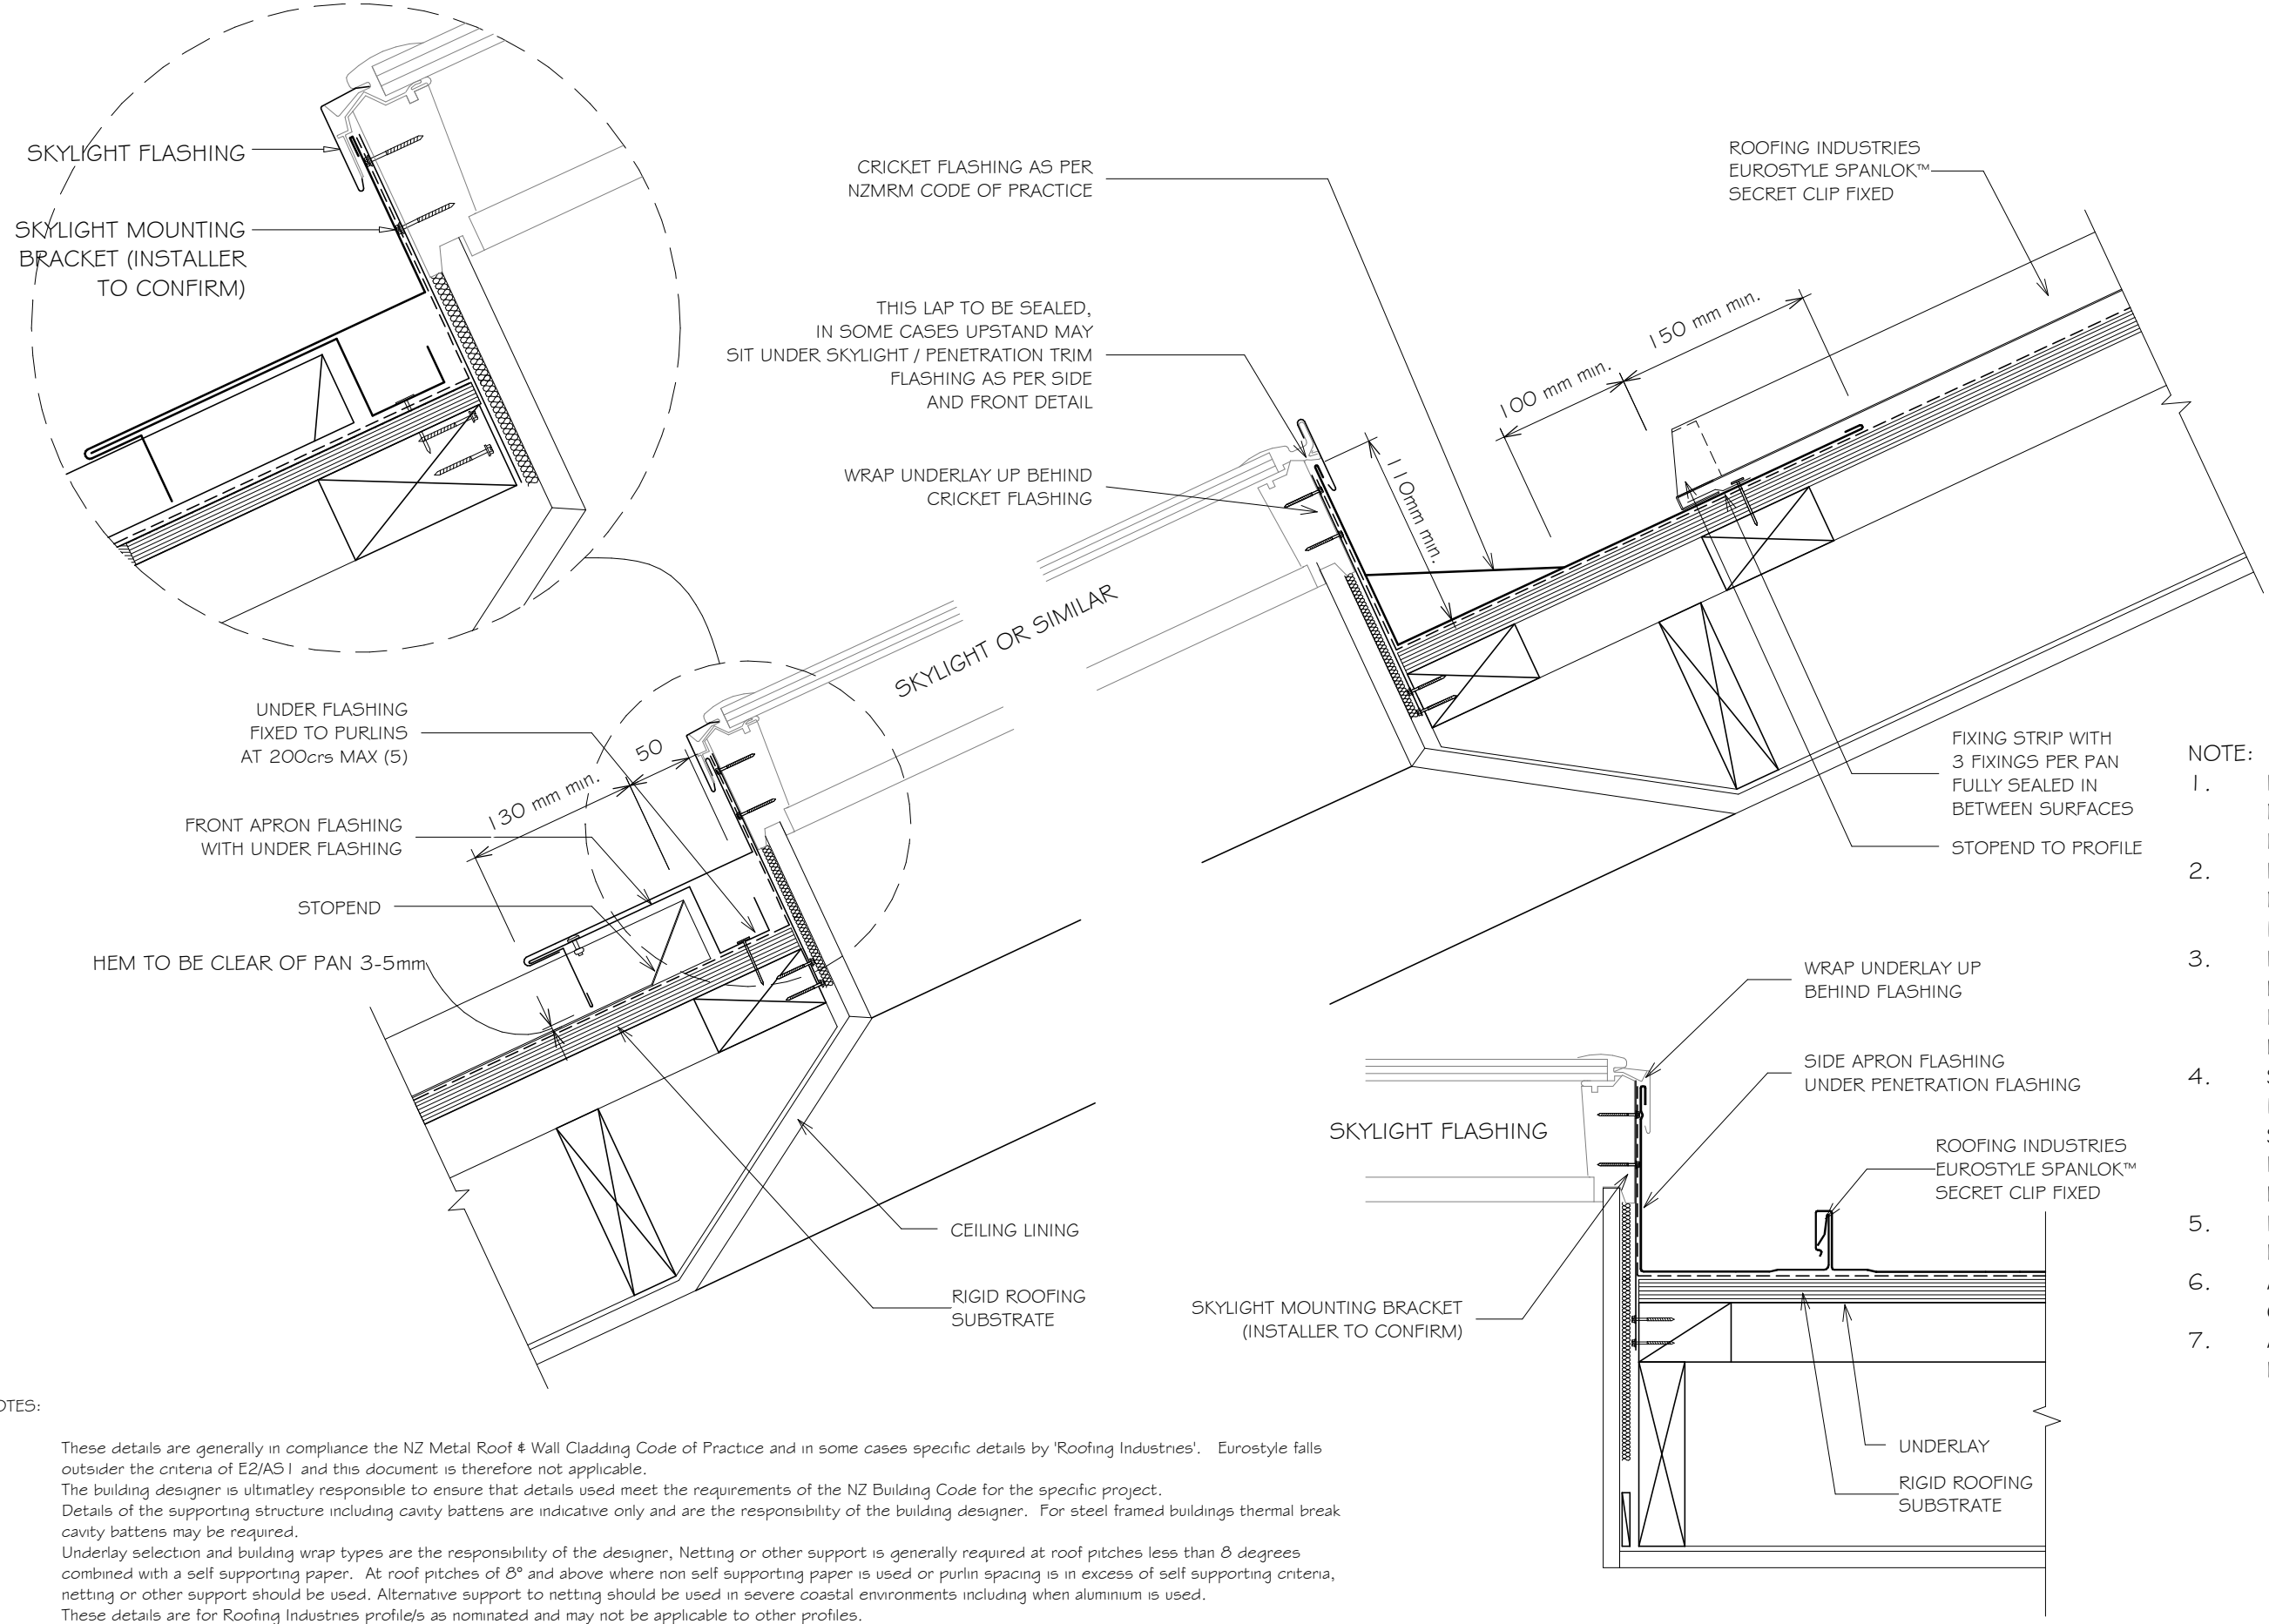 SKYLIGHT FLASHING
SKYLIGHT MOUNTING
BRACKET (INSTALLER
TO CONFIRM)
CRICKET FLASHING AS PER
NZMRM CODE OF PRACTICE
THIS LAP TO BE SEALED,
IN SOME CASES UPSTAND MAY
SIT UNDER SKYLIGHT / PENETRATION TRIM
FLASHING AS PER SIDE
AND FRONT DETAIL
WRAP UNDERLAY UP BEHIND
CRICKET FLASHING
ROOFING INDUSTRIES
EUROSTYLE SPANLOK™
SECRET CLIP FIXED
150 mm min.
100 mm min.
110mm min.
SKYLIGHT OR SIMILAR
UNDER FLASHING
FIXED TO PURLINS
AT 200crs MAX (5)
50
130 mm min.
FRONT APRON FLASHING
WITH UNDER FLASHING
STOPEND
HEM TO BE CLEAR OF PAN 3-5mm
CEILING LINING
RIGID ROOFING
SUBSTRATE
FIXING STRIP WITH
3 FIXINGS PER PAN
FULLY SEALED IN
BETWEEN SURFACES
STOPEND TO PROFILE
WRAP UNDERLAY UP
BEHIND FLASHING
SIDE APRON FLASHING
UNDER PENETRATION FLASHING
SKYLIGHT FLASHING
ROOFING INDUSTRIES
EUROSTYLE SPANLOK™
SECRET CLIP FIXED
SKYLIGHT MOUNTING BRACKET
(INSTALLER TO CONFIRM)
UNDERLAY
RIGID ROOFING
SUBSTRATE
NOTE:
1.
2.
3.
4.
5.
6.
7.
OTES:
These details are generally in compliance the NZ Metal Roof & Wall Cladding Code of Practice and in some cases specific details by 'Roofing Industries'. Eurostyle falls
outsider the criteria of E2/AS1 and this document is therefore not applicable.
The building designer is ultimatley responsible to ensure that details used meet the requirements of the NZ Building Code for the specific project.
Details of the supporting structure including cavity battens are indicative only and are the responsibility of the building designer. For steel framed buildings thermal break
cavity battens may be required.
Underlay selection and building wrap types are the responsibility of the designer, Netting or other support is generally required at roof pitches less than 8 degrees
combined with a self supporting paper. At roof pitches of 8° and above where non self supporting paper is used or purlin spacing is in excess of self supporting criteria,
netting or other support should be used. Alternative support to netting should be used in severe coastal environments including when aluminium is used.
These details are for Roofing Industries profile/s as nominated and may not be applicable to other profiles.